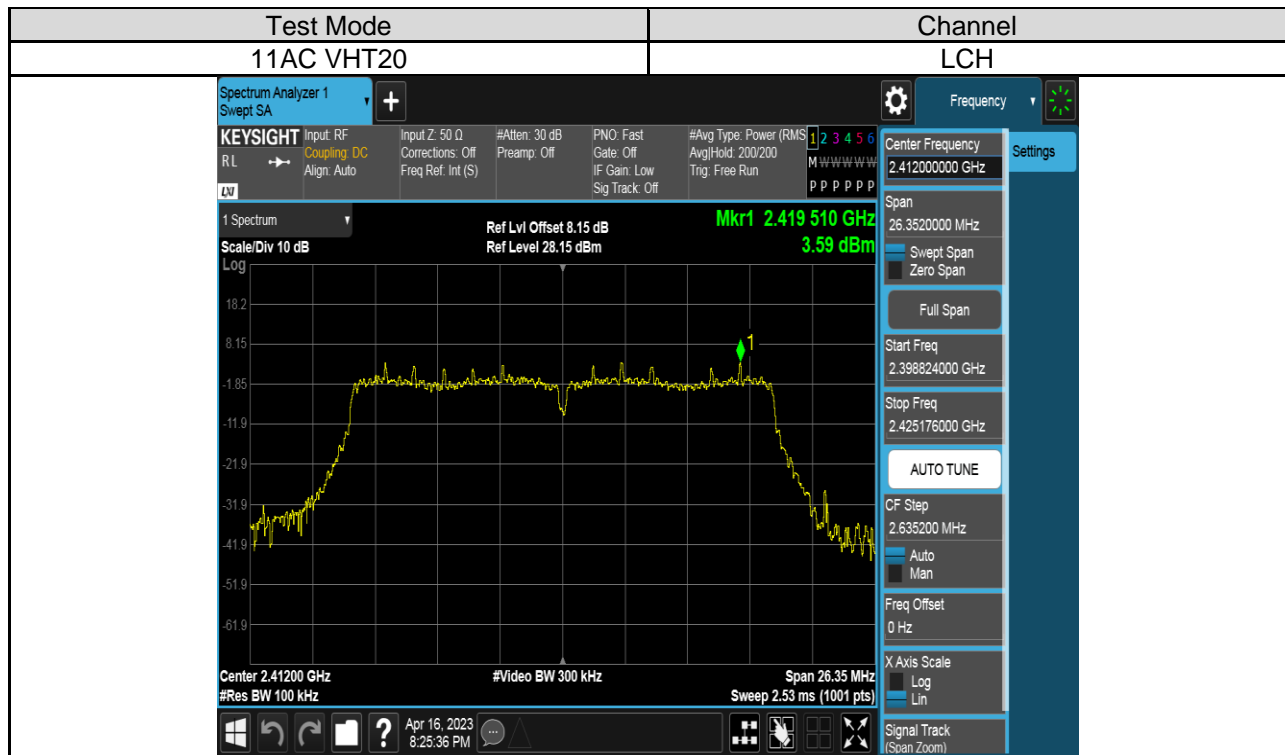 Test Mode Channel
11AC VHT20 LCH
Spectrum Analyzer 1
Swept SA
+
Frequency
KEYSIGHT
RL
LXI
Input: RF
Coupling: DC
Align: Auto
Input Z: 50 Ω
Corrections: Off
Freq Ref: Int (S)
#Atten: 30 dB
Preamp: Off
PNO: Fast
Gate: Off
IF Gain: Low
Sig Track: Off
#Avg Type: Power (RMS
Avg|Hold: 200/200
Trig: Free Run
1 2 3 4 5 6
M W W W W W
P P P P P P
1 Spectrum
Scale/Div 10 dB
Ref Lvl Offset 8.15 dB
Ref Level 28.15 dBm
Mkr1 2.419 510 GHz
3.59 dBm
Log
18.2
8.15
-1.85
-11.9
-21.9
-31.9
-41.9
-51.9
-61.9
1
Center 2.41200 GHz
#Res BW 100 kHz
#Video BW 300 kHz
Span 26.35 MHz
Sweep 2.53 ms (1001 pts)
Center Frequency
2.412000000 GHz
Settings
Span
26.3520000 MHz
Swept Span
Zero Span
Full Span
Start Freq
2.398824000 GHz
Stop Freq
2.425176000 GHz
AUTO TUNE
CF Step
2.635200 MHz
Auto
Man
Freq Offset
0 Hz
X Axis Scale
Log
Lin
Signal Track
(Span Zoom)
?
Apr 16, 2023
8:25:36 PM